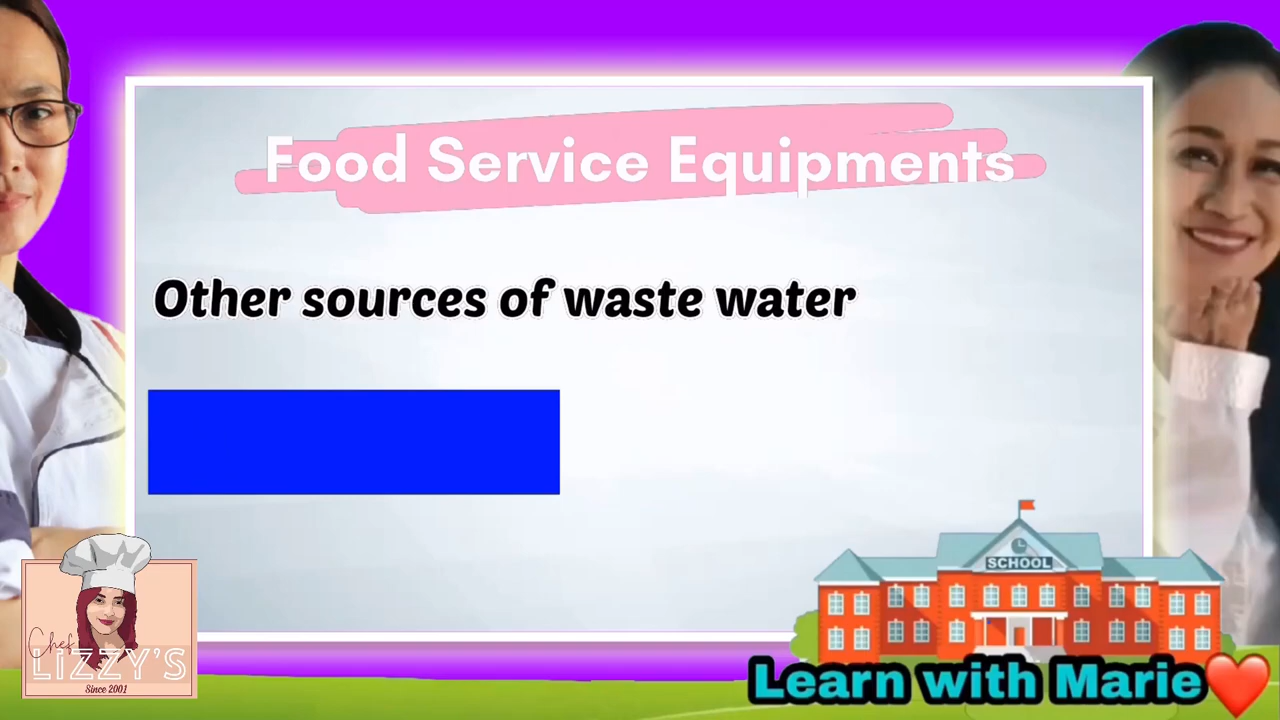 Food Service Equipments
Other sources of waste water
SCHOOL
Chef
LIZZY'S
Since 2001
Learn with Marie